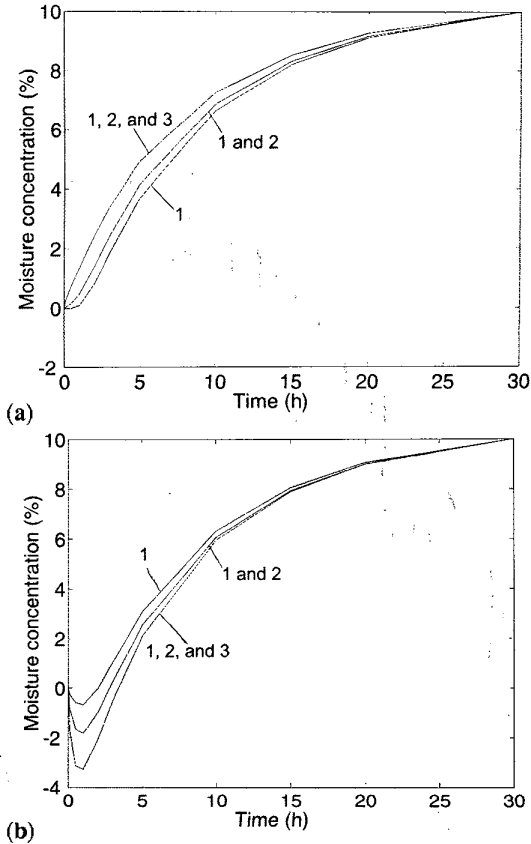 10
8
6
4
2
0
-2
Moisture concentration (%)
1, 2, and 3
1 and 2
1
0 5 10 15 20 25 30
Time (h)
(a)
10
8
6
4
2
0
-2
-4
Moisture concentration (%)
1
1 and 2
1, 2, and 3
0 5 10 15 20 25 30
Time (h)
(b)